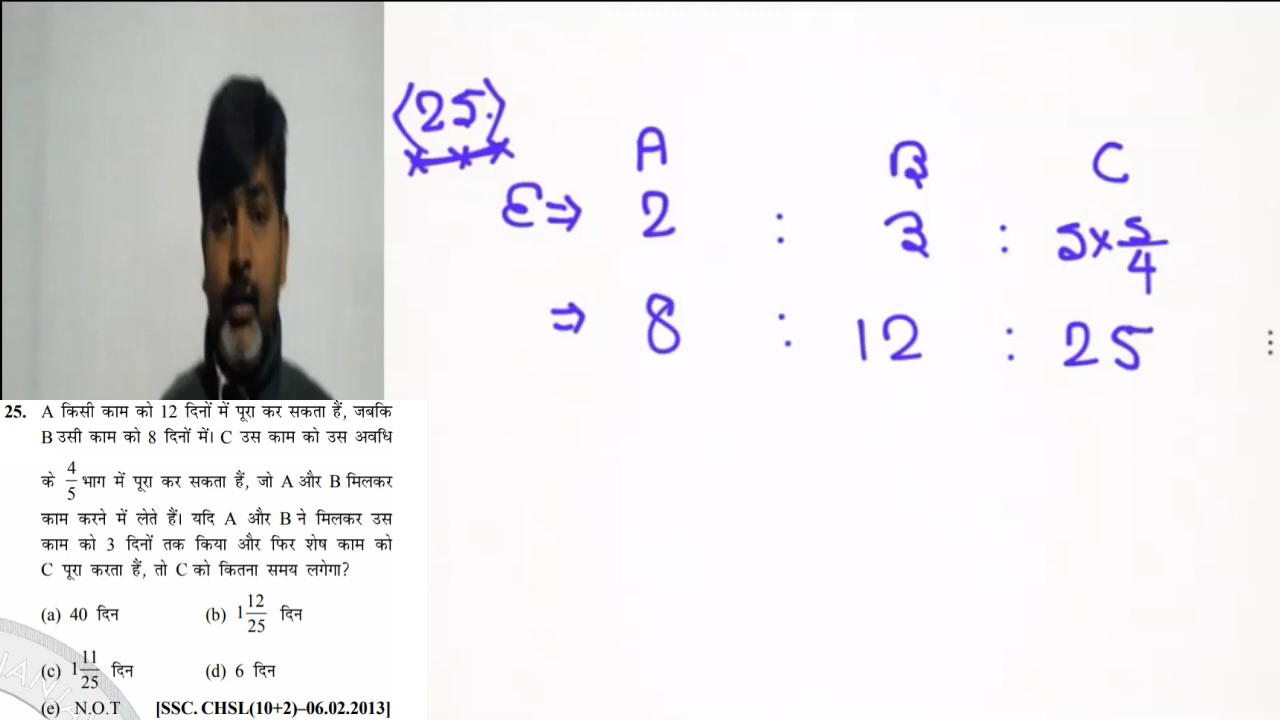 ⟨25.⟩
A B C
E ⇒ 2 : 3 : 5×5/4
⇒ 8 : 12 : 25
25. A किसी काम को 12 दिनों में पूरा कर सकता हैं, जबकि
B उसी काम को 8 दिनों में। C उस काम को उस अवधि
के 4/5 भाग में पूरा कर सकता हैं, जो A और B मिलकर
काम करने में लेते हैं। यदि A और B ने मिलकर उस
काम को 3 दिनों तक किया और फिर शेष काम को
C पूरा करता हैं, तो C को कितना समय लगेगा?
(a) 40 दिन (b) 1 12/25 दिन
(c) 1 11/25 दिन (d) 6 दिन
(e) N.O.T [SSC. CHSL(10+2)–06.02.2013]